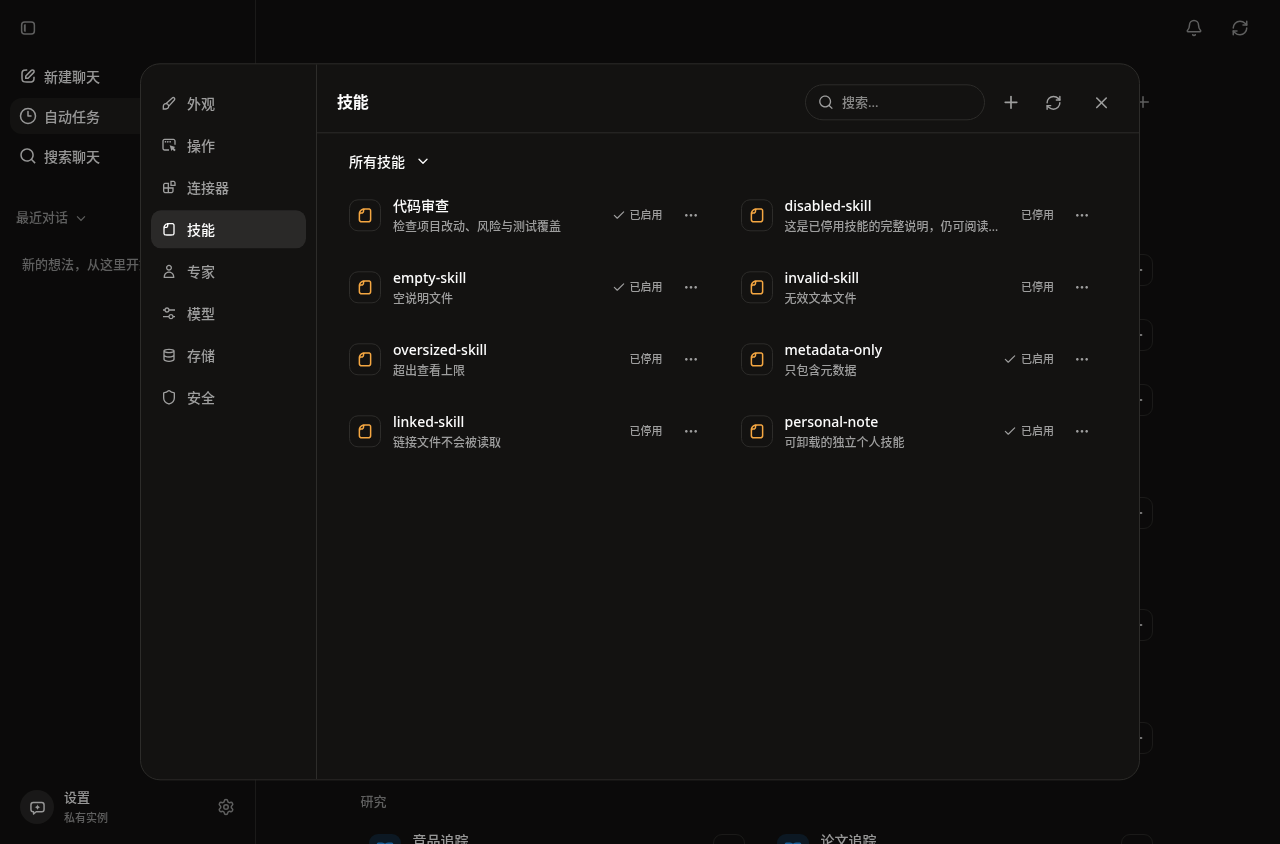 新建聊天
自动任务
搜索聊天
最近对话
新的想法，从这里开
外观
操作
连接器
技能
专家
模型
存储
安全
技能
搜索...
所有技能
代码审查
检查项目改动、风险与测试覆盖
已启用
disabled-skill
这是已停用技能的完整说明，仍可阅读...
已停用
empty-skill
空说明文件
已启用
invalid-skill
无效文本文件
已停用
oversized-skill
超出查看上限
已停用
metadata-only
只包含元数据
已启用
linked-skill
链接文件不会被读取
已停用
personal-note
可卸载的独立个人技能
已启用
设置
私有实例
研究
竞品追踪
论文追踪